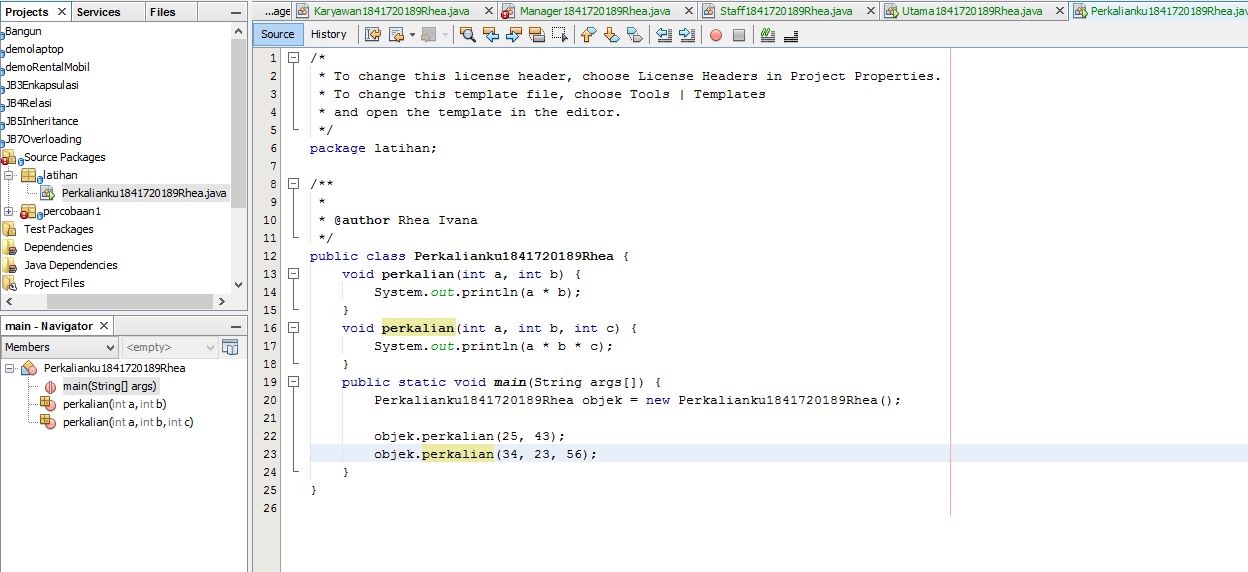 Projects
Services
Files
Bangun
demolaptop
demoRentalMobil
JB3Enkapsulasi
JB4Relasi
JB5Inheritance
JB7Overloading
Source Packages
latihan
Perkalianku1841720189Rhea.java
percobaan1
Test Packages
Dependencies
Java Dependencies
Project Files
main - Navigator
Members
<empty>
Perkalianku1841720189Rhea
main(String[] args)
perkalian(int a, int b)
perkalian(int a, int b, int c)
...age
Karyawan1841720189Rhea.java
Manager1841720189Rhea.java
Staff1841720189Rhea.java
Utama1841720189Rhea.java
Perkalianku1841720189Rhea.jav
Source
History
1 /*
2 * To change this license header, choose License Headers in Project Properties.
3 * To change this template file, choose Tools | Templates
4 * and open the template in the editor.
5 */
6 package latihan;
7
8 /**
9 *
10 * @author Rhea Ivana
11 */
12 public class Perkalianku1841720189Rhea {
13 void perkalian(int a, int b) {
14 System.out.println(a * b);
15 }
16 void perkalian(int a, int b, int c) {
17 System.out.println(a * b * c);
18 }
19 public static void main(String args[]) {
20 Perkalianku1841720189Rhea objek = new Perkalianku1841720189Rhea();
21
22 objek.perkalian(25, 43);
23 objek.perkalian(34, 23, 56);
24 }
25 }
26